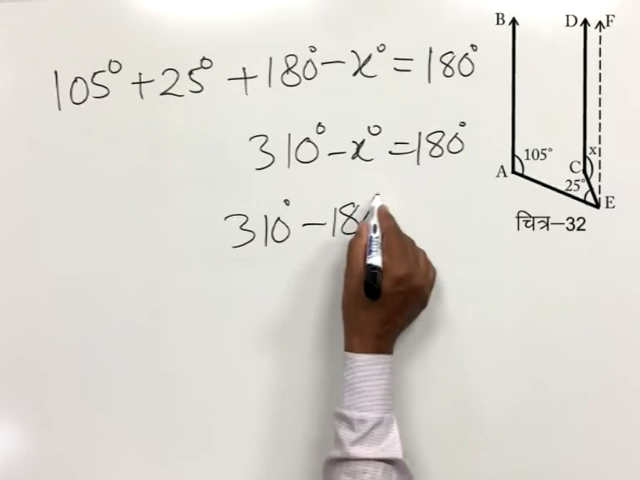 105° + 25° + 180° - x° = 180°
310° - x° = 180°
310° - 18
B
D
F
105°
x
A
C
25°
E
चित्र-32